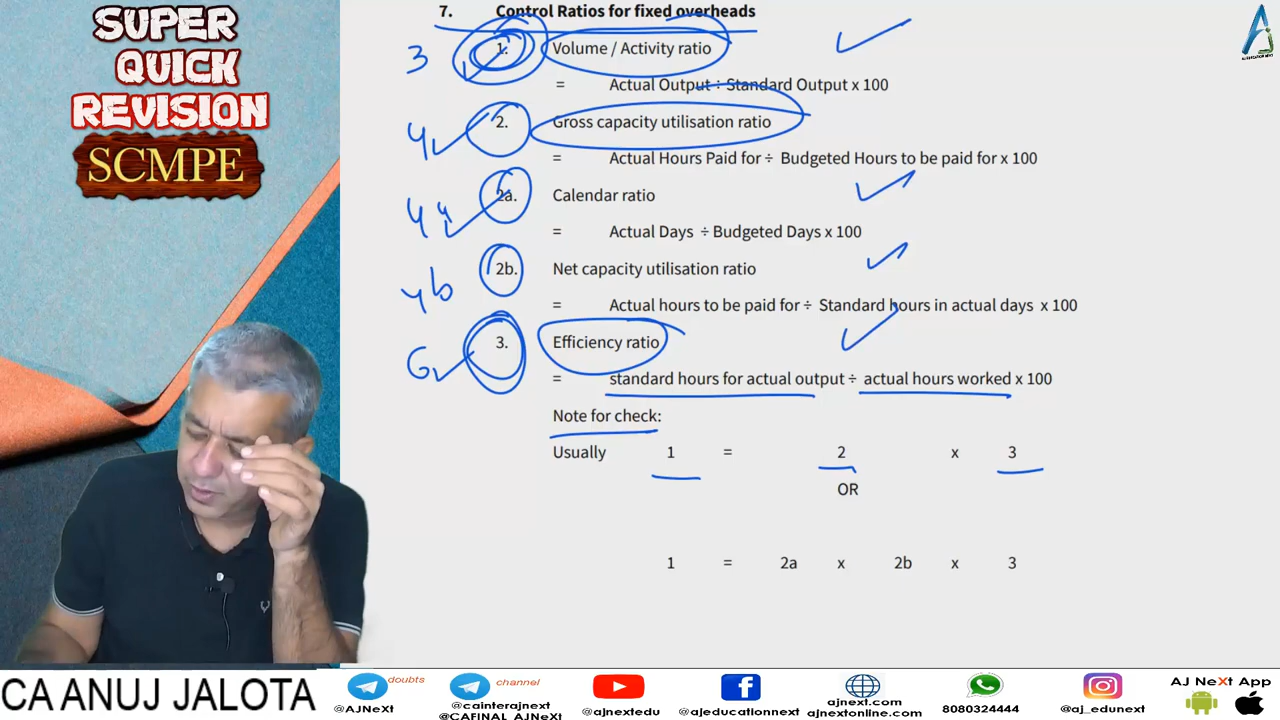 SUPER
QUICK
REVISION
SCMPE
7. Control Ratios for fixed overheads
3 1. Volume / Activity ratio
= Actual Output ÷ Standard Output x 100
4 2. Gross capacity utilisation ratio
= Actual Hours Paid for ÷ Budgeted Hours to be paid for x 100
2a. Calendar ratio
= Actual Days ÷ Budgeted Days x 100
4b 2b. Net capacity utilisation ratio
= Actual hours to be paid for ÷ Standard hours in actual days x 100
6 3. Efficiency ratio
= standard hours for actual output ÷ actual hours worked x 100
Note for check:
Usually 1 = 2 x 3
OR
1 = 2a x 2b x 3
CA ANUJ JALOTA
doubts
@AJNeXt
channel
@cainterajnext
@CAFINAL_AJNeXt
@ajnextedu
@ajeducationnext
ajnext.com
ajnextonline.com
8080324444
@aj_edunext
AJ NeXt App